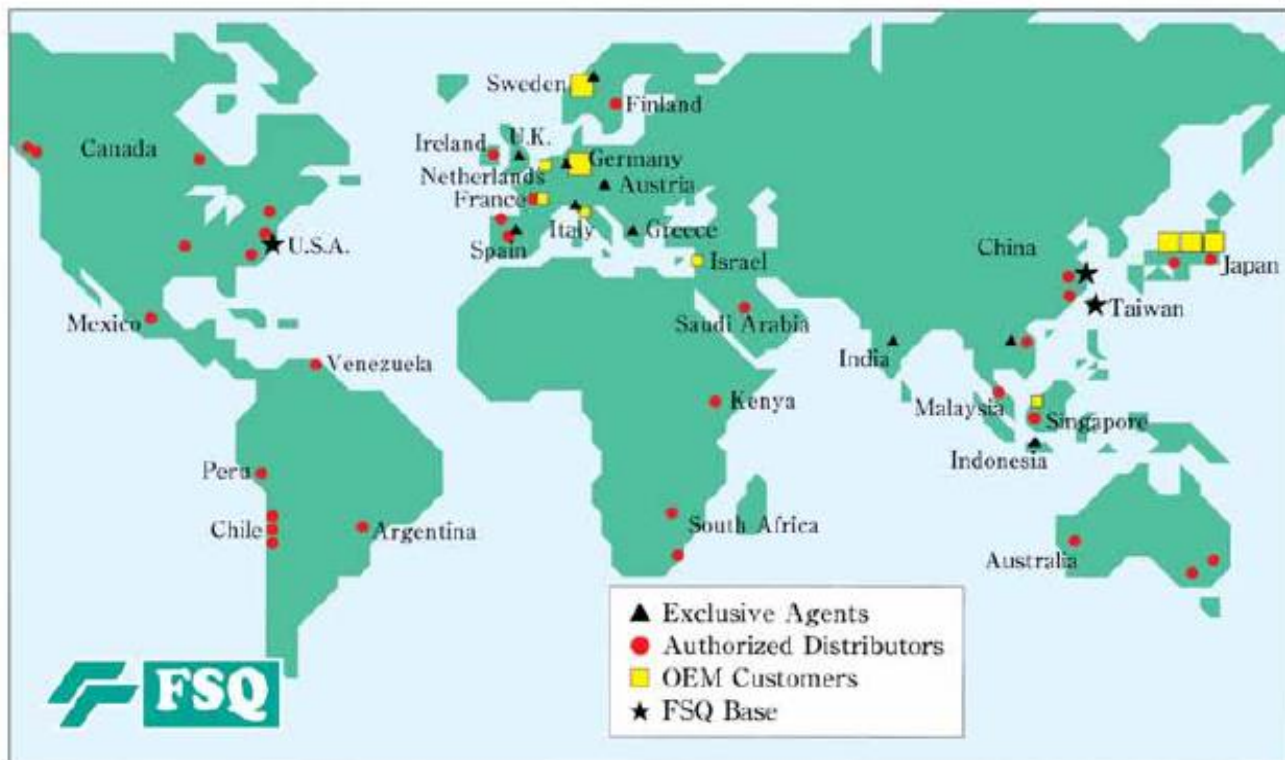 Sweden
Finland
Canada
Ireland
U.K.
Germany
Netherlands
Austria
France
U.S.A.
Spain
Italy
Greece
Israel
China
Japan
Mexico
Saudi Arabia
Taiwan
Venezuela
India
Kenya
Malaysia
Singapore
Indonesia
Peru
Chile
Argentina
South Africa
Australia
Exclusive Agents
Authorized Distributors
OEM Customers
FSQ Base
FSQ